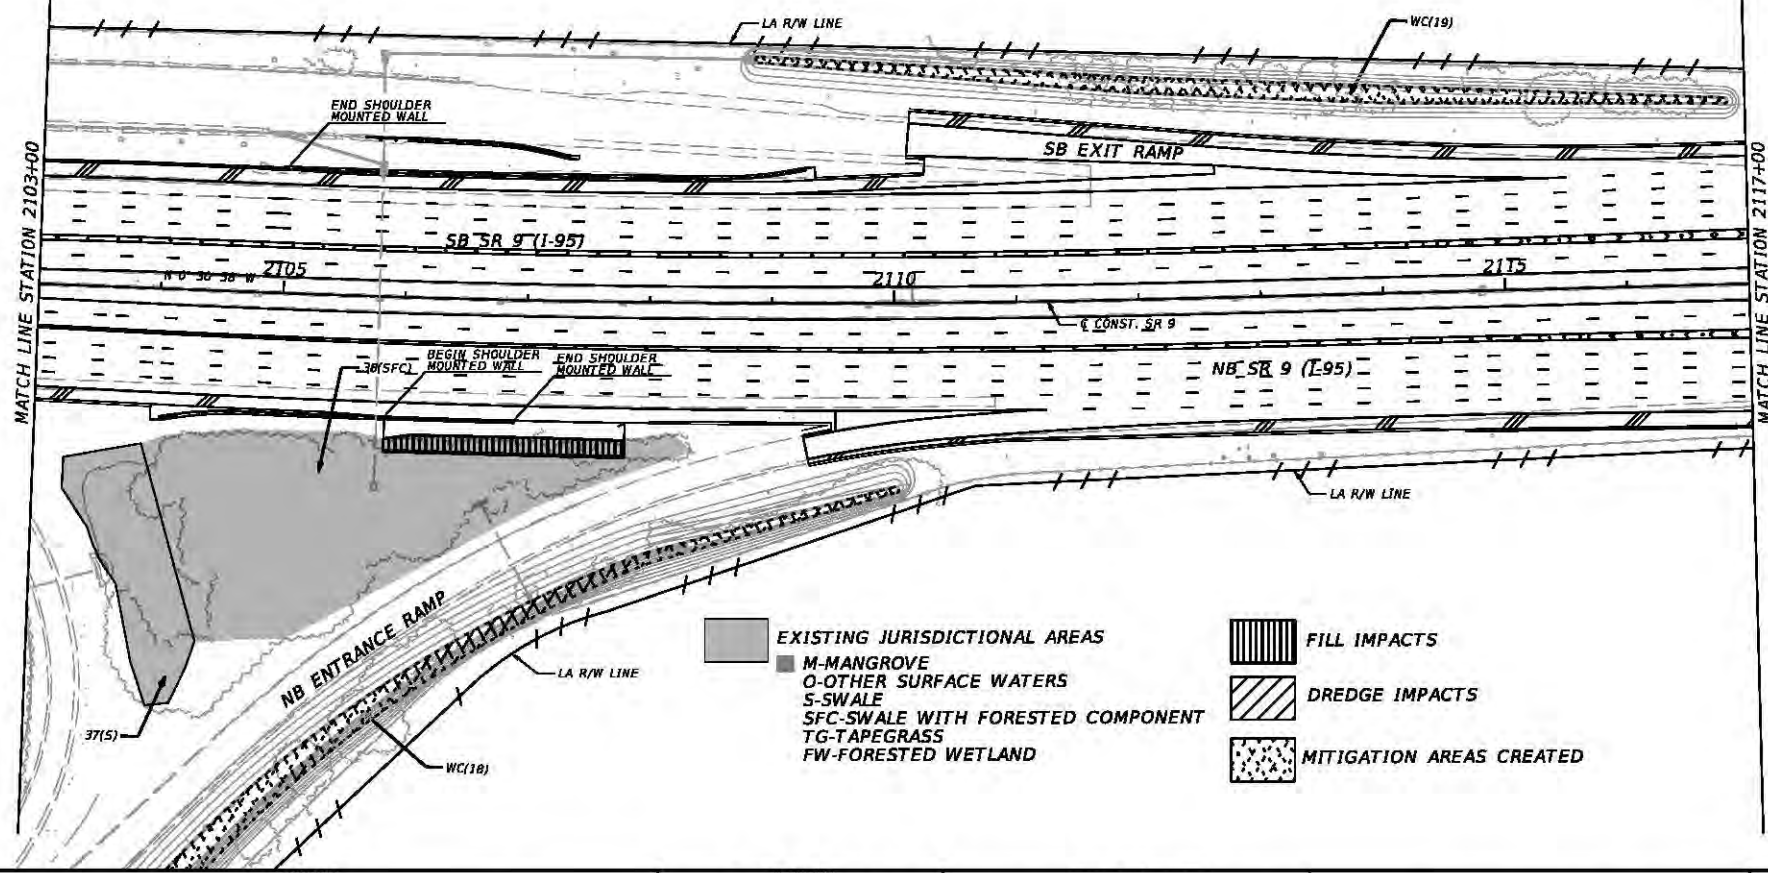 LA R/W LINE
WC(19)
END SHOULDER
MOUNTED WALL
SB EXIT RAMP
MATCH LINE STATION 2103+00
MATCH LINE STATION 2117+00
SB SR 9 (I-95)
2105
2110
2115
℄ CONST. SR 9
38(SFC)
BEGIN SHOULDER
MOUNTED WALL
END SHOULDER
MOUNTED WALL
NB SR 9 (I-95)
LA R/W LINE
NB ENTRANCE RAMP
LA R/W LINE
37(S)
WC(18)
EXISTING JURISDICTIONAL AREAS
M-MANGROVE
O-OTHER SURFACE WATERS
S-SWALE
SFC-SWALE WITH FORESTED COMPONENT
TG-TAPEGRASS
FW-FORESTED WETLAND
FILL IMPACTS
DREDGE IMPACTS
MITIGATION AREAS CREATED